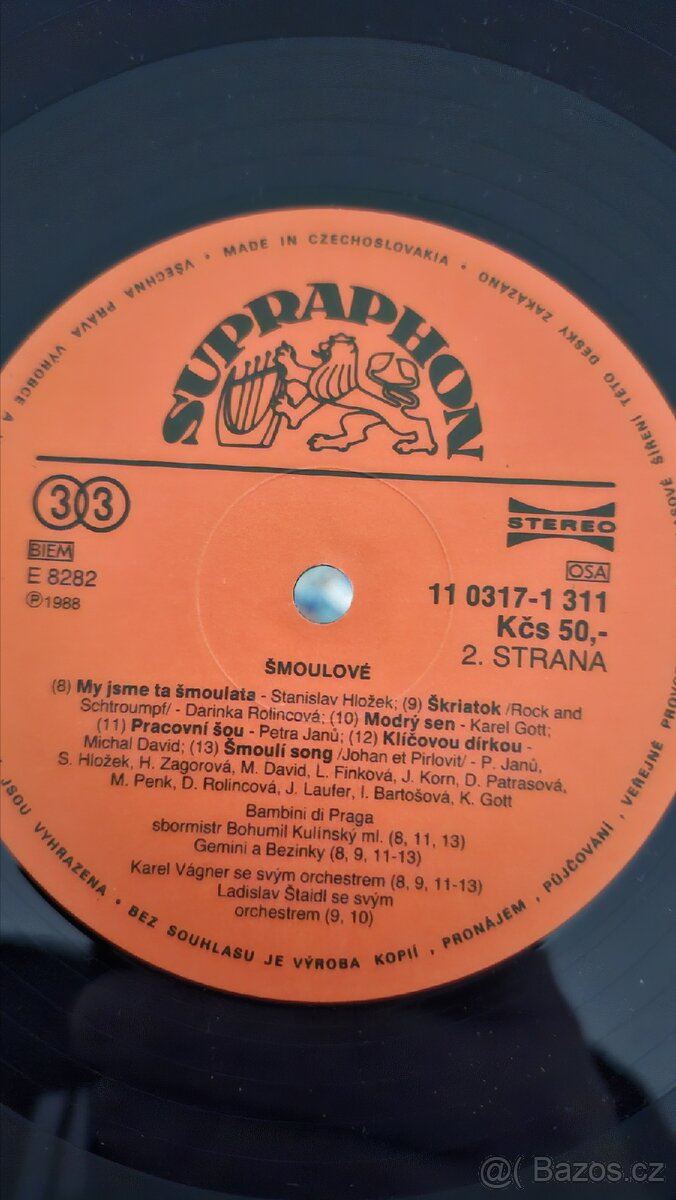 VŠECHNA PRÁVA VÝROBCE A
MADE IN CZECHOSLOVAKIA
ŠÍŘENÍ TÉTO DESKY ZAKÁZÁNO
SUPRAPHON
33
STEREO
BIEM
OSA
E 8282
11 0317-1 311
Ⓟ1988
Kčs 50,-
2. STRANA
ŠMOULOVÉ
(8) My jsme ta šmoulata - Stanislav Hložek; (9) Škriatok /Rock and
Schtroumpf/ - Darinka Rolincová; (10) Modrý sen - Karel Gott;
(11) Pracovní šou - Petra Janů; (12) Klíčovou dírkou -
Michal David; (13) Šmoulí song /Johan et Pirlovit/ - P. Janů,
S. Hložek, H. Zagorová, M. David, L. Finková, J. Korn, D. Patrasová,
M. Penk, D. Rolincová, J. Laufer, I. Bartošová, K. Gott
Bambini di Praga
sbormistr Bohumil Kulínský ml. (8, 11, 13)
Gemini a Bezinky (8, 9, 11-13)
Karel Vágner se svým orchestrem (8, 9, 11-13)
Ladislav Štaidl se svým
orchestrem (9, 10)
JSOU VYHRAZENA • BEZ SOUHLASU JE VÝROBA KOPIÍ , PRONÁJEM , PŮJČOVÁNÍ , VEŘEJNÉ
@( Bazos.cz